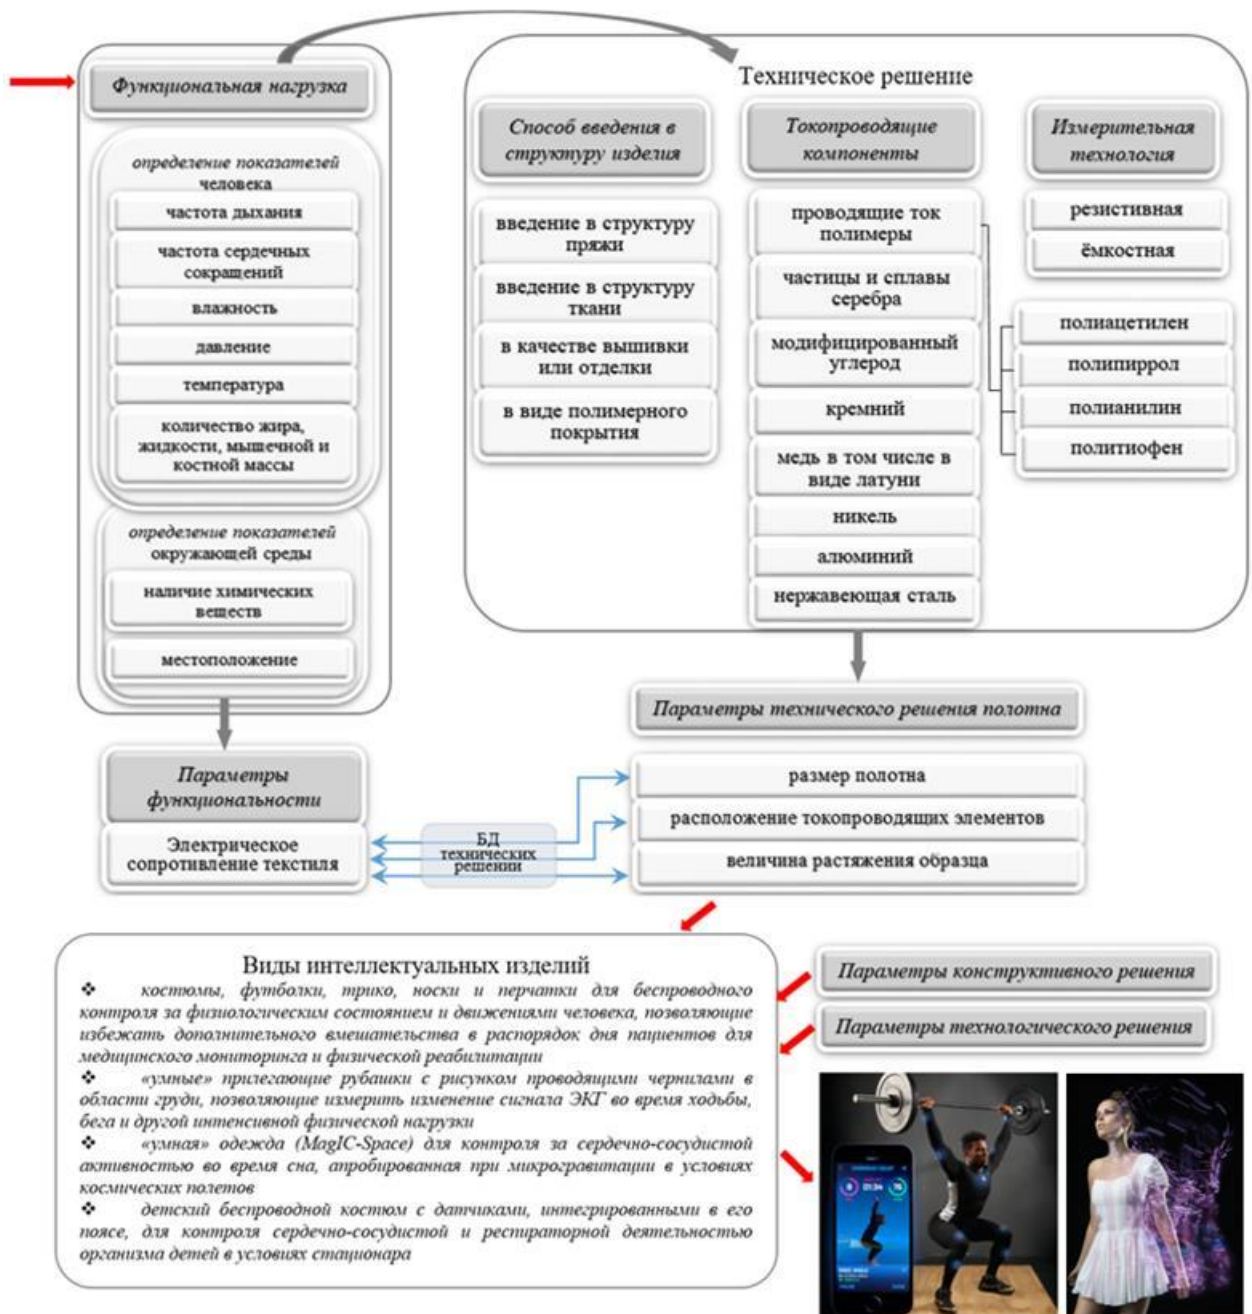 Функциональная нагрузка
определение показателей
человека
частота дыхания
частота сердечных
сокращений
влажность
давление
температура
количество жира,
жидкости, мышечной и
костной массы
определение показателей
окружающей среды
наличие химических
веществ
местоположение
Техническое решение
Способ введения в
структуру изделия
введение в структуру
пряжи
введение в структуру
ткани
в качестве вышивки
или отделки
в виде полимерного
покрытия
Токопроводящие
компоненты
проводящие ток
полимеры
частицы и сплавы
серебра
модифицированный
углерод
кремний
медь в том числе в
виде латуни
никель
алюминий
нержавеющая сталь
Измерительная
технология
резистивная
ёмкостная
полиацетилен
полипиррол
полианилин
политиофен
Параметры
функциональности
Электрическое
сопротивление текстиля
БД
технических
решении
Параметры технического решения полотна
размер полотна
расположение токопроводящих элементов
величина растяжения образца
Виды интеллектуальных изделий
❖ костюмы, футболки, трико, носки и перчатки для беспроводного
контроля за физиологическим состоянием и движениями человека, позволяющие
избежать дополнительного вмешательства в распорядок дня пациентов для
медицинского мониторинга и физической реабилитации
❖ «умные» прилегающие рубашки с рисунком проводящими чернилами в
области груди, позволяющие измерить изменение сигнала ЭКГ во время ходьбы,
бега и другой интенсивной физической нагрузки
❖ «умная» одежда (MagIC-Space) для контроля за сердечно-сосудистой
активностью во время сна, апробированная при микрогравитации в условиях
космических полетов
❖ детский беспроводной костюм с датчиками, интегрированными в его
поясе, для контроля сердечно-сосудистой и респираторной деятельностью
организма детей в условиях стационара
Параметры конструктивного решения
Параметры технологического решения